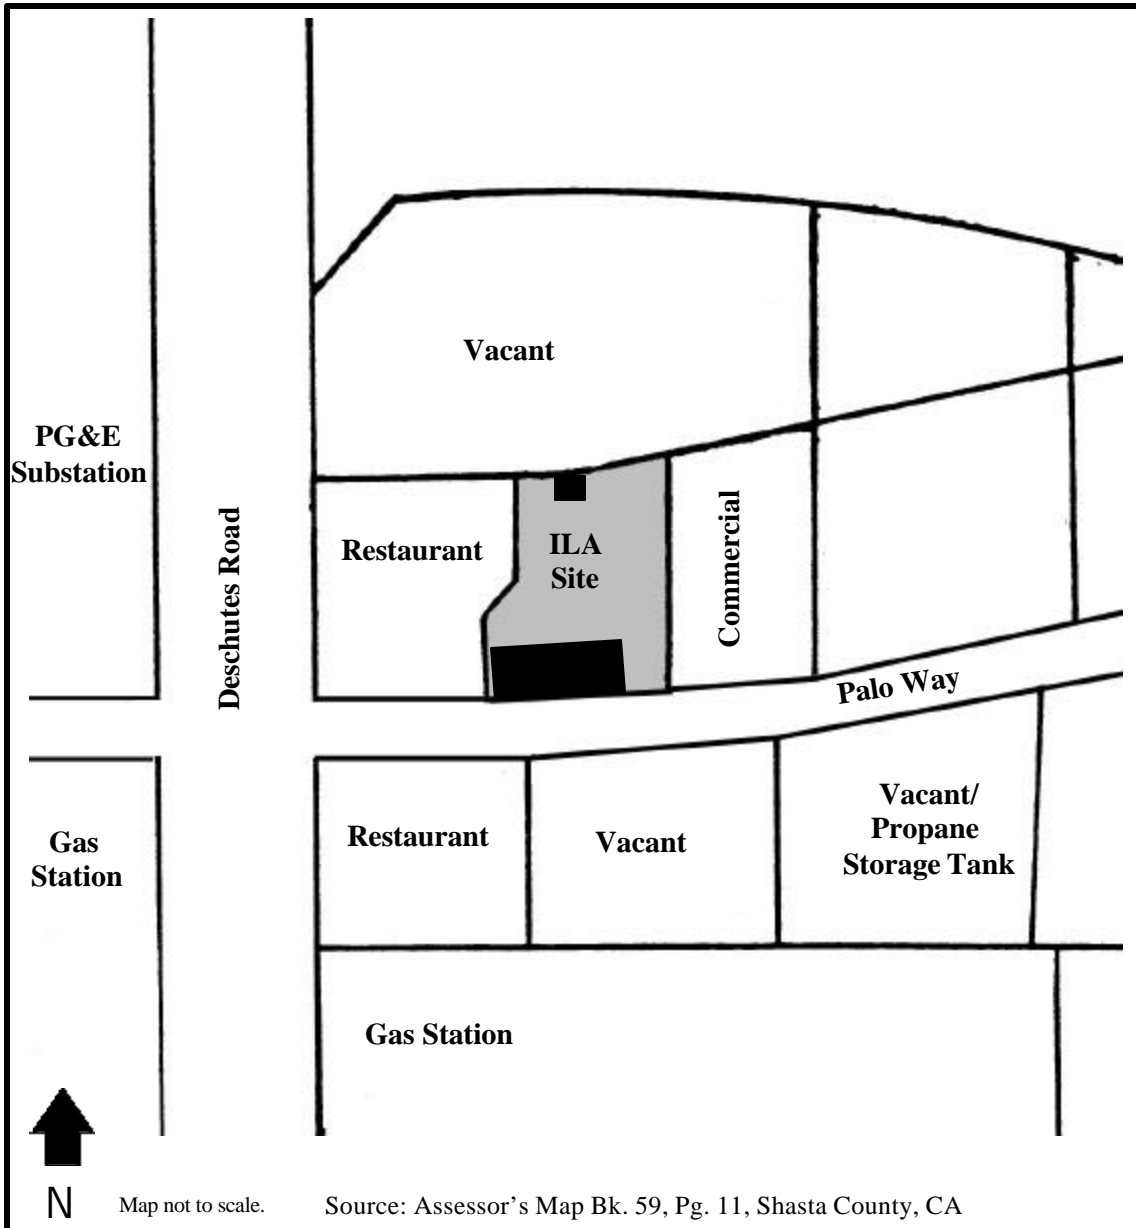 Vacant
PG&E
Substation
Deschutes Road
Restaurant
ILA
Site
Commercial
Palo Way
Gas
Station
Restaurant
Vacant
Vacant/
Propane
Storage Tank
Gas Station
N
Map not to scale.
Source: Assessor's Map Bk. 59, Pg. 11, Shasta County, CA